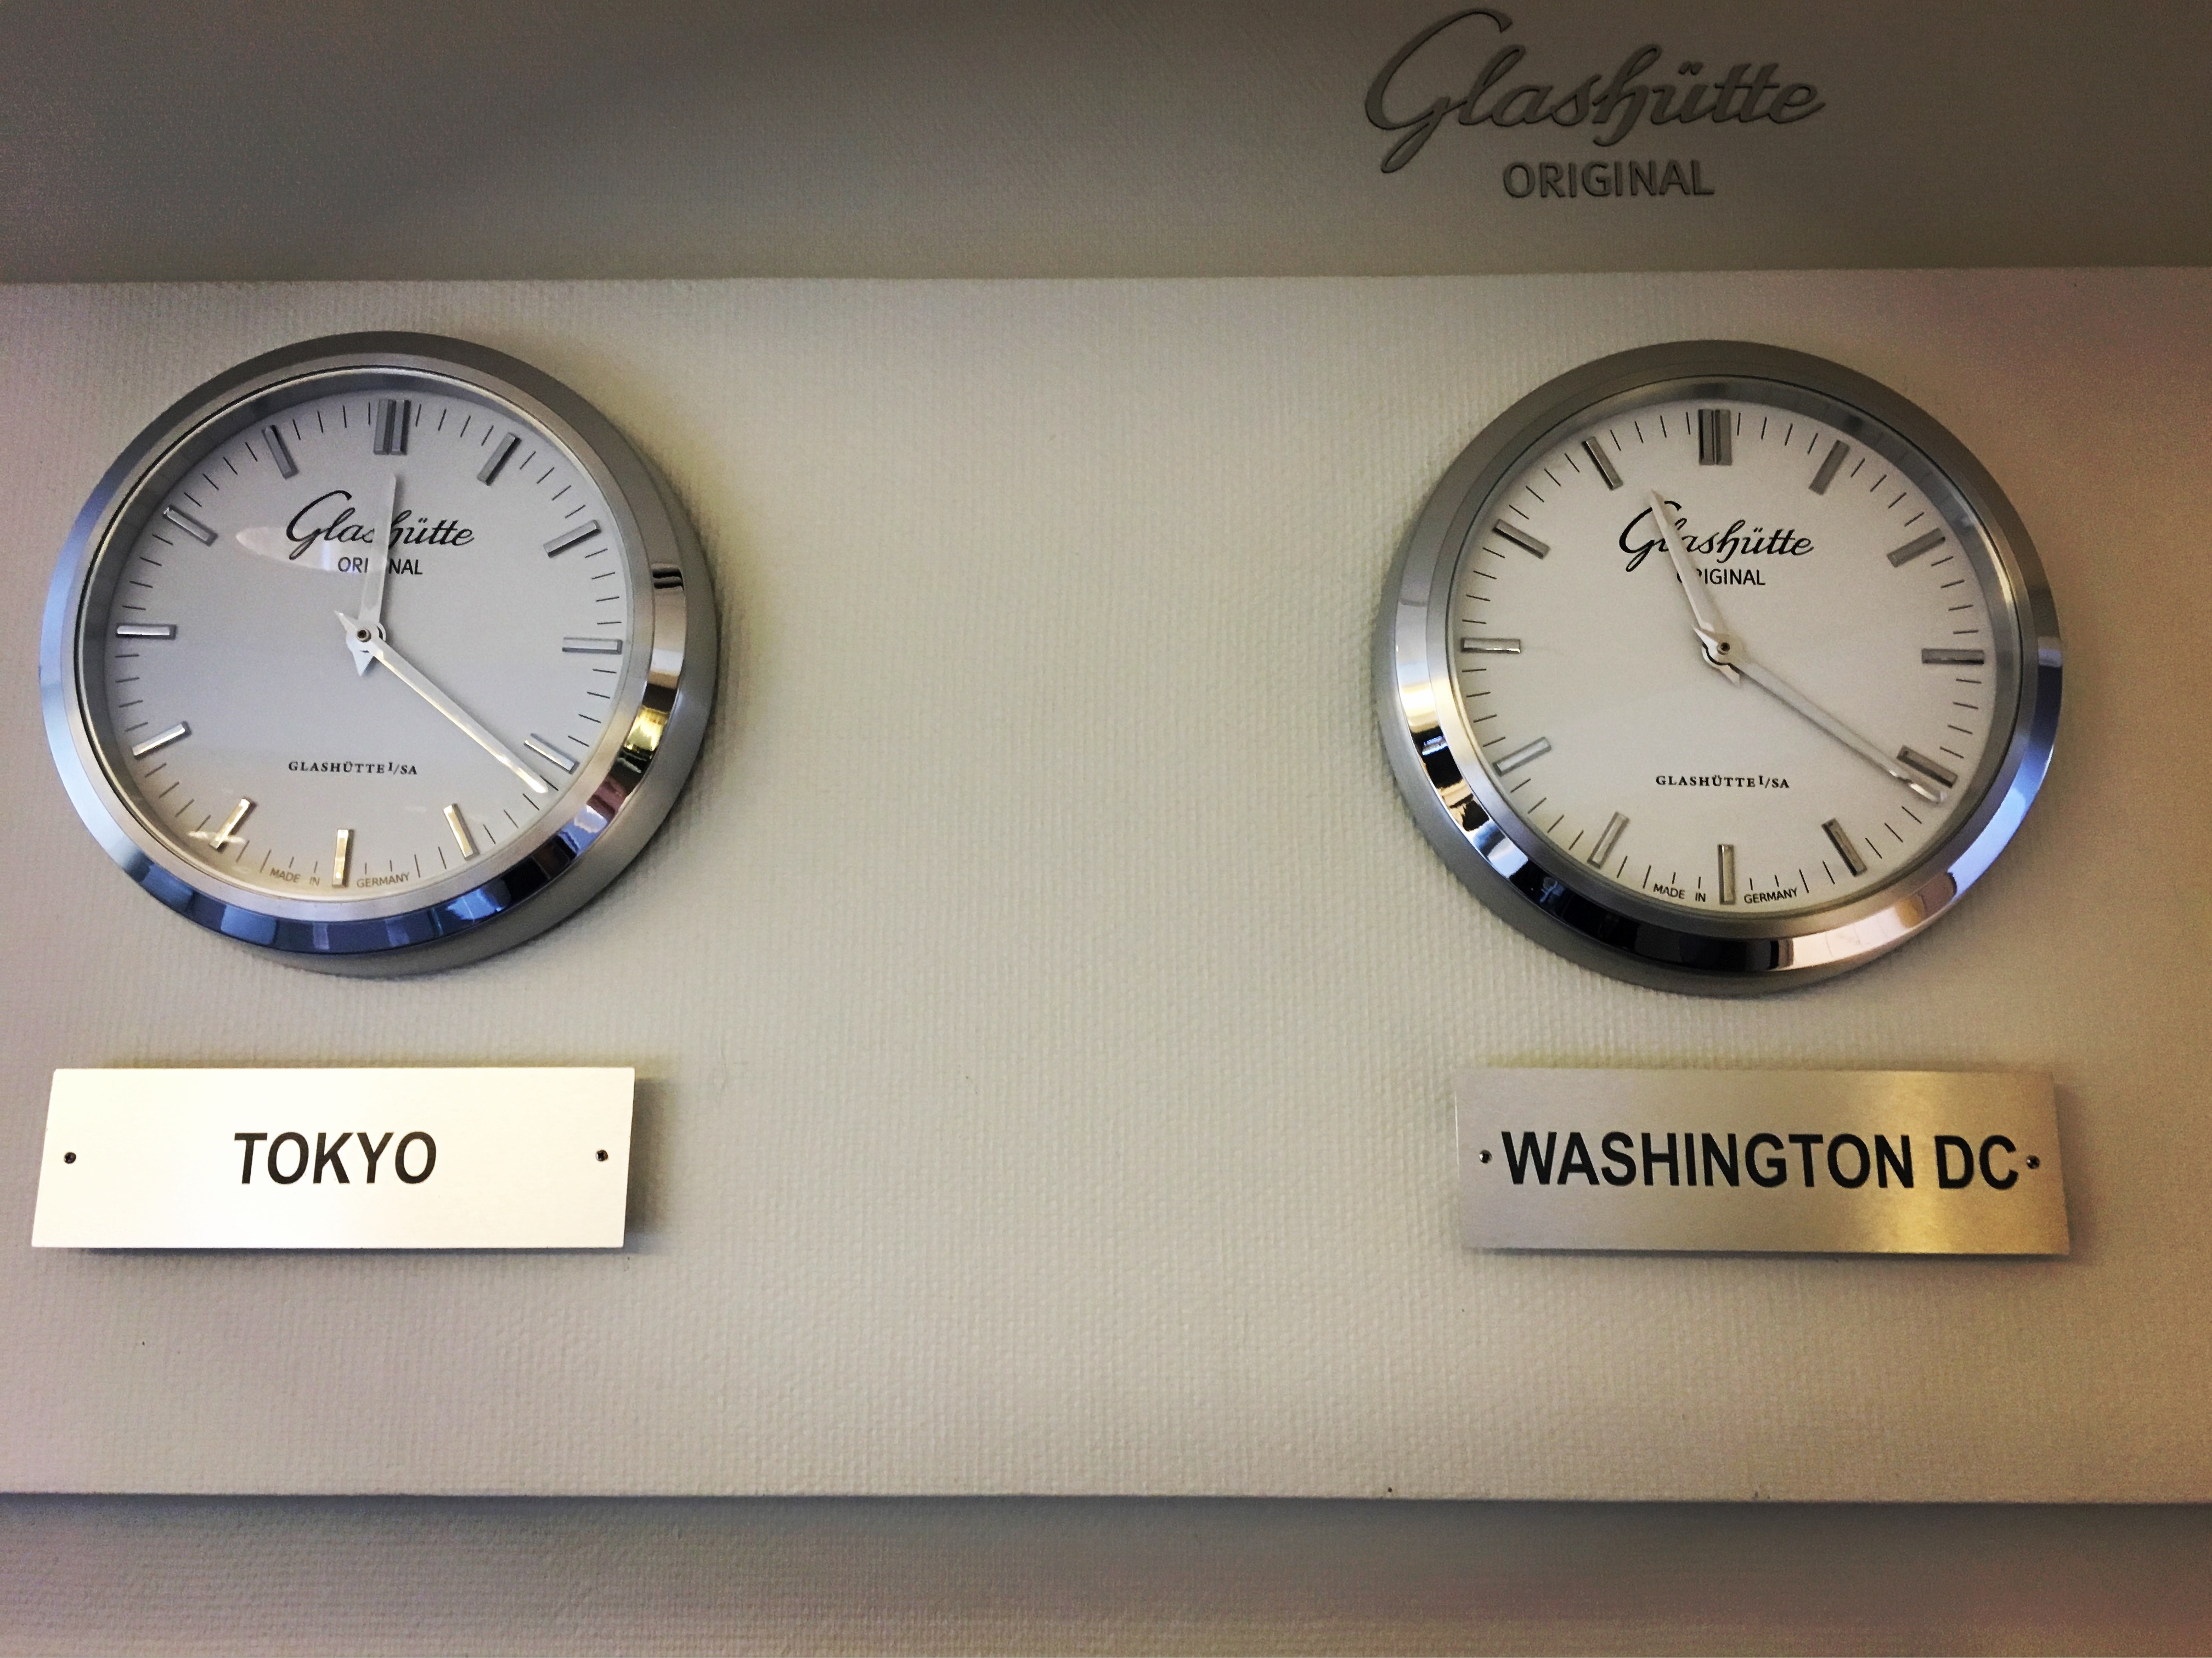 Glashütte
ORIGINAL
Glashütte
ORIGINAL
GLASHÜTTE I/SA
MADE IN GERMANY
Glashütte
ORIGINAL
GLASHÜTTE I/SA
MADE IN GERMANY
TOKYO
WASHINGTON DC